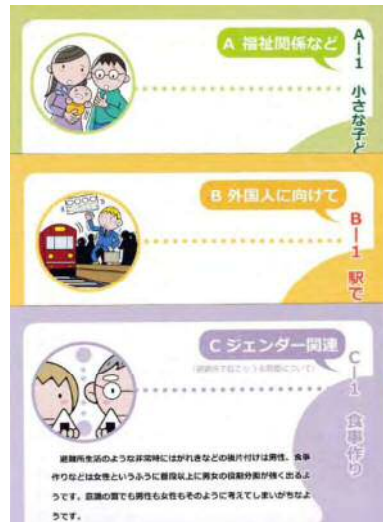 A 福祉関係など
A-1 小さな子ど
B 外国人に向けて
B-1 駅で
C ジェンダー関連
C-1 食事作り
避難所生活のような非常時にはがれきなどの後片付けは男性、食事
作りなどは女性というふうに普段以上に男女の役割分担が強く出るよ
うです。意識の面でも男性も女性もそのように考えてしまいがちなよ
うです。